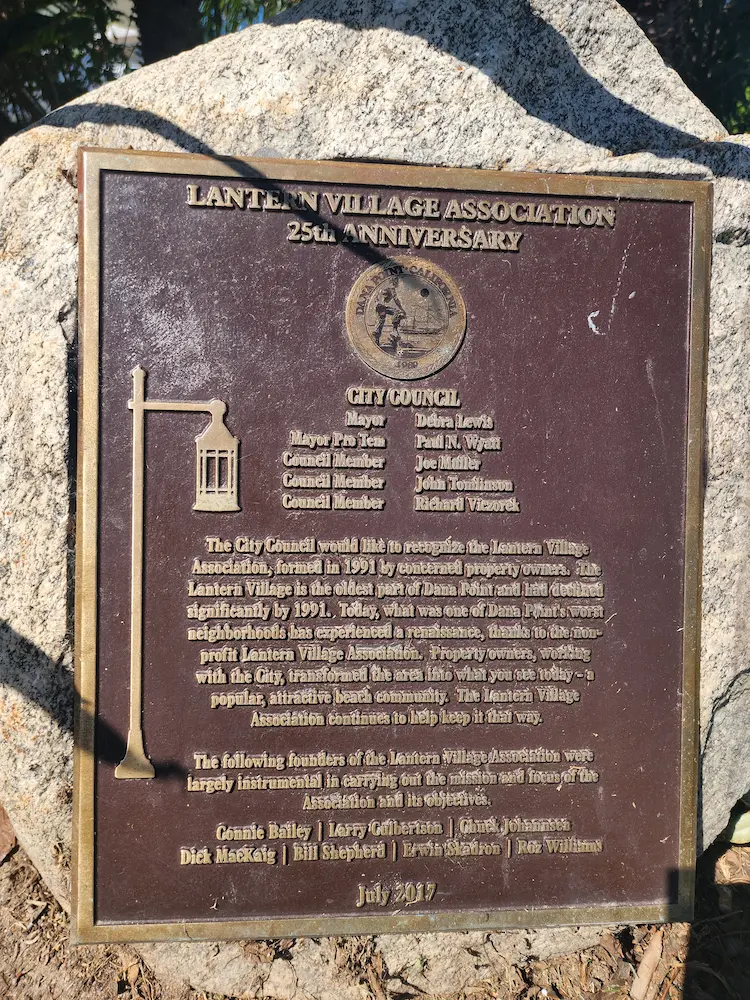 LANTERN VILLAGE ASSOCIATION
25th ANNIVERSARY
DANA POINT · CALIFORNIA
1989
CITY COUNCIL
Mayor Debra Lewis
Mayor Pro Tem Paul N. Wyatt
Council Member Joe Muller
Council Member John Tomlinson
Council Member Richard Viczorek
The City Council would like to recognize the Lantern Village
Association, formed in 1991 by concerned property owners. The
Lantern Village is the oldest part of Dana Point and had declined
significantly by 1991. Today, what was one of Dana Point's worst
neighborhoods has experienced a renaissance, thanks to the non-
profit Lantern Village Association. Property owners, working
with the City, transformed the area into what you see today - a
popular, attractive beach community. The Lantern Village
Association continues to help keep it that way.
The following founders of the Lantern Village Association were
largely instrumental in carrying out the mission and focus of the
Association and its objectives.
Connie Bailey | Larry Culbertson | Chuck Johannsen
Dick MacKaig | Bill Shepherd | Erwin Skadron | Roz Williams
July 2017